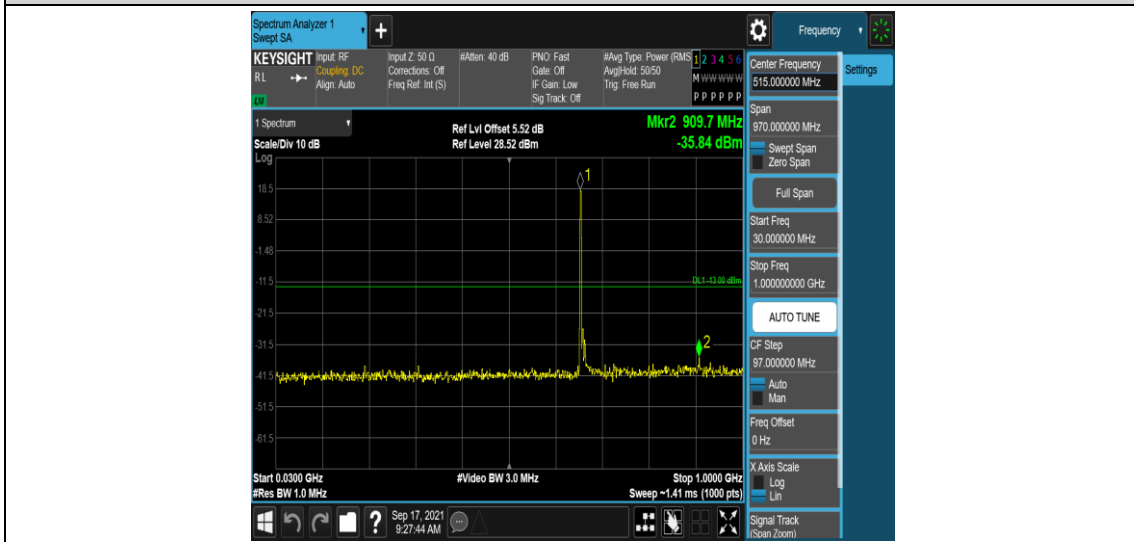 Spectrum Analyzer 1
Swept SA
+
Frequency
KEYSIGHT
RL
LXI
Input: RF
Coupling: DC
Align: Auto
Input Z: 50 Ω
Corrections: Off
Freq Ref: Int (S)
#Atten: 40 dB
PNO: Fast
Gate: Off
IF Gain: Low
Sig Track: Off
#Avg Type: Power (RMS
Avg|Hold: 50/50
Trig: Free Run
1 2 3 4 5 6
M W W W W W
P P P P P P
1 Spectrum
Scale/Div 10 dB
Log
Ref Lvl Offset 5.52 dB
Ref Level 28.52 dBm
Mkr2 909.7 MHz
-35.84 dBm
18.5
8.52
-1.48
-11.5
-21.5
-31.5
-41.5
-51.5
-61.5
1
DL1 -13.00 dBm
2
Start 0.0300 GHz
#Res BW 1.0 MHz
#Video BW 3.0 MHz
Stop 1.0000 GHz
Sweep ~1.41 ms (1000 pts)
?
Sep 17, 2021
9:27:44 AM
Center Frequency
515.000000 MHz
Settings
Span
970.000000 MHz
Swept Span
Zero Span
Full Span
Start Freq
30.000000 MHz
Stop Freq
1.000000000 GHz
AUTO TUNE
CF Step
97.000000 MHz
Auto
Man
Freq Offset
0 Hz
X Axis Scale
Log
Lin
Signal Track
(Span Zoom)